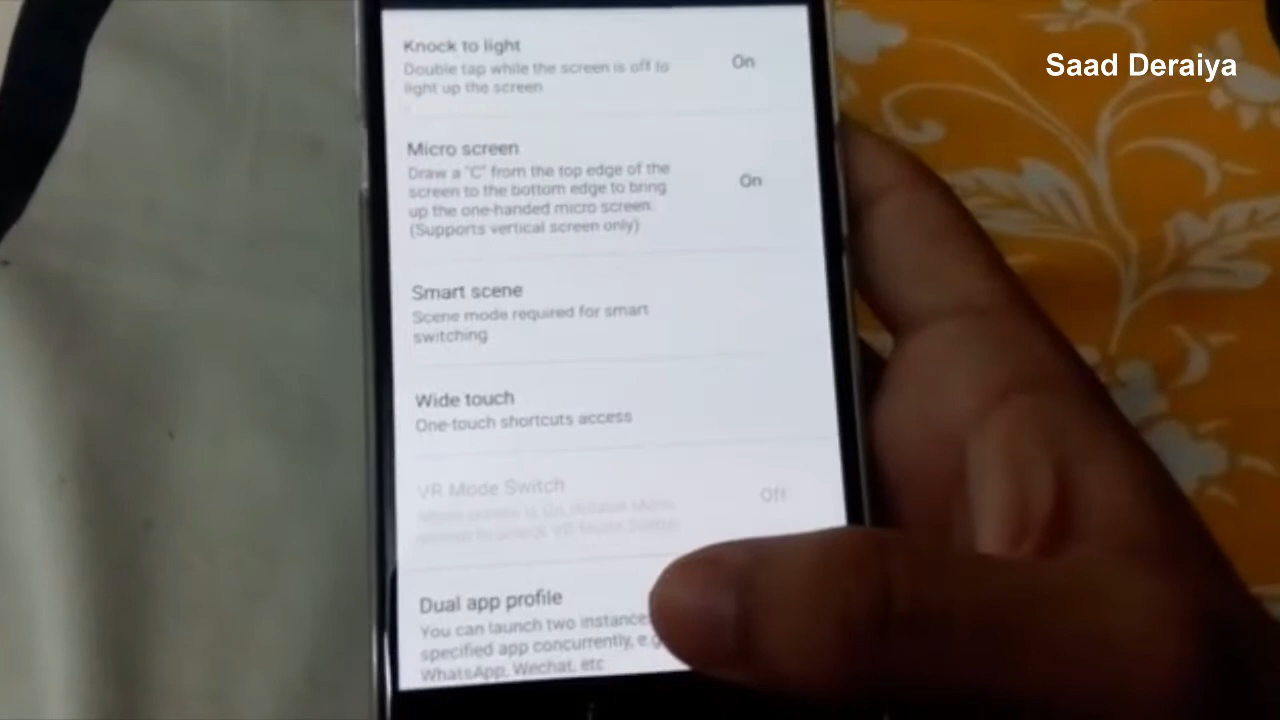 Knock to light
Double tap while the screen is off to
light up the screen
On
Saad Deraiya
Micro screen
Draw a "C" from the top edge of the
screen to the bottom edge to bring
up the one-handed micro screen.
(Supports vertical screen only)
On
Smart scene
Scene mode required for smart
switching
Wide touch
One-touch shortcuts access
VR Mode Switch
Off
Dual app profile
You can launch two instance
specified app concurrently, e.g
WhatsApp, Wechat, etc